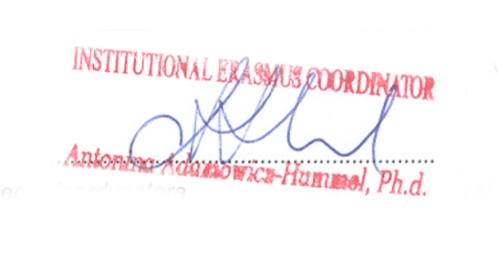 INSTITUTIONAL ERASMUS COORDINATOR
Antonina Adamowicz-Hummel, Ph.d.